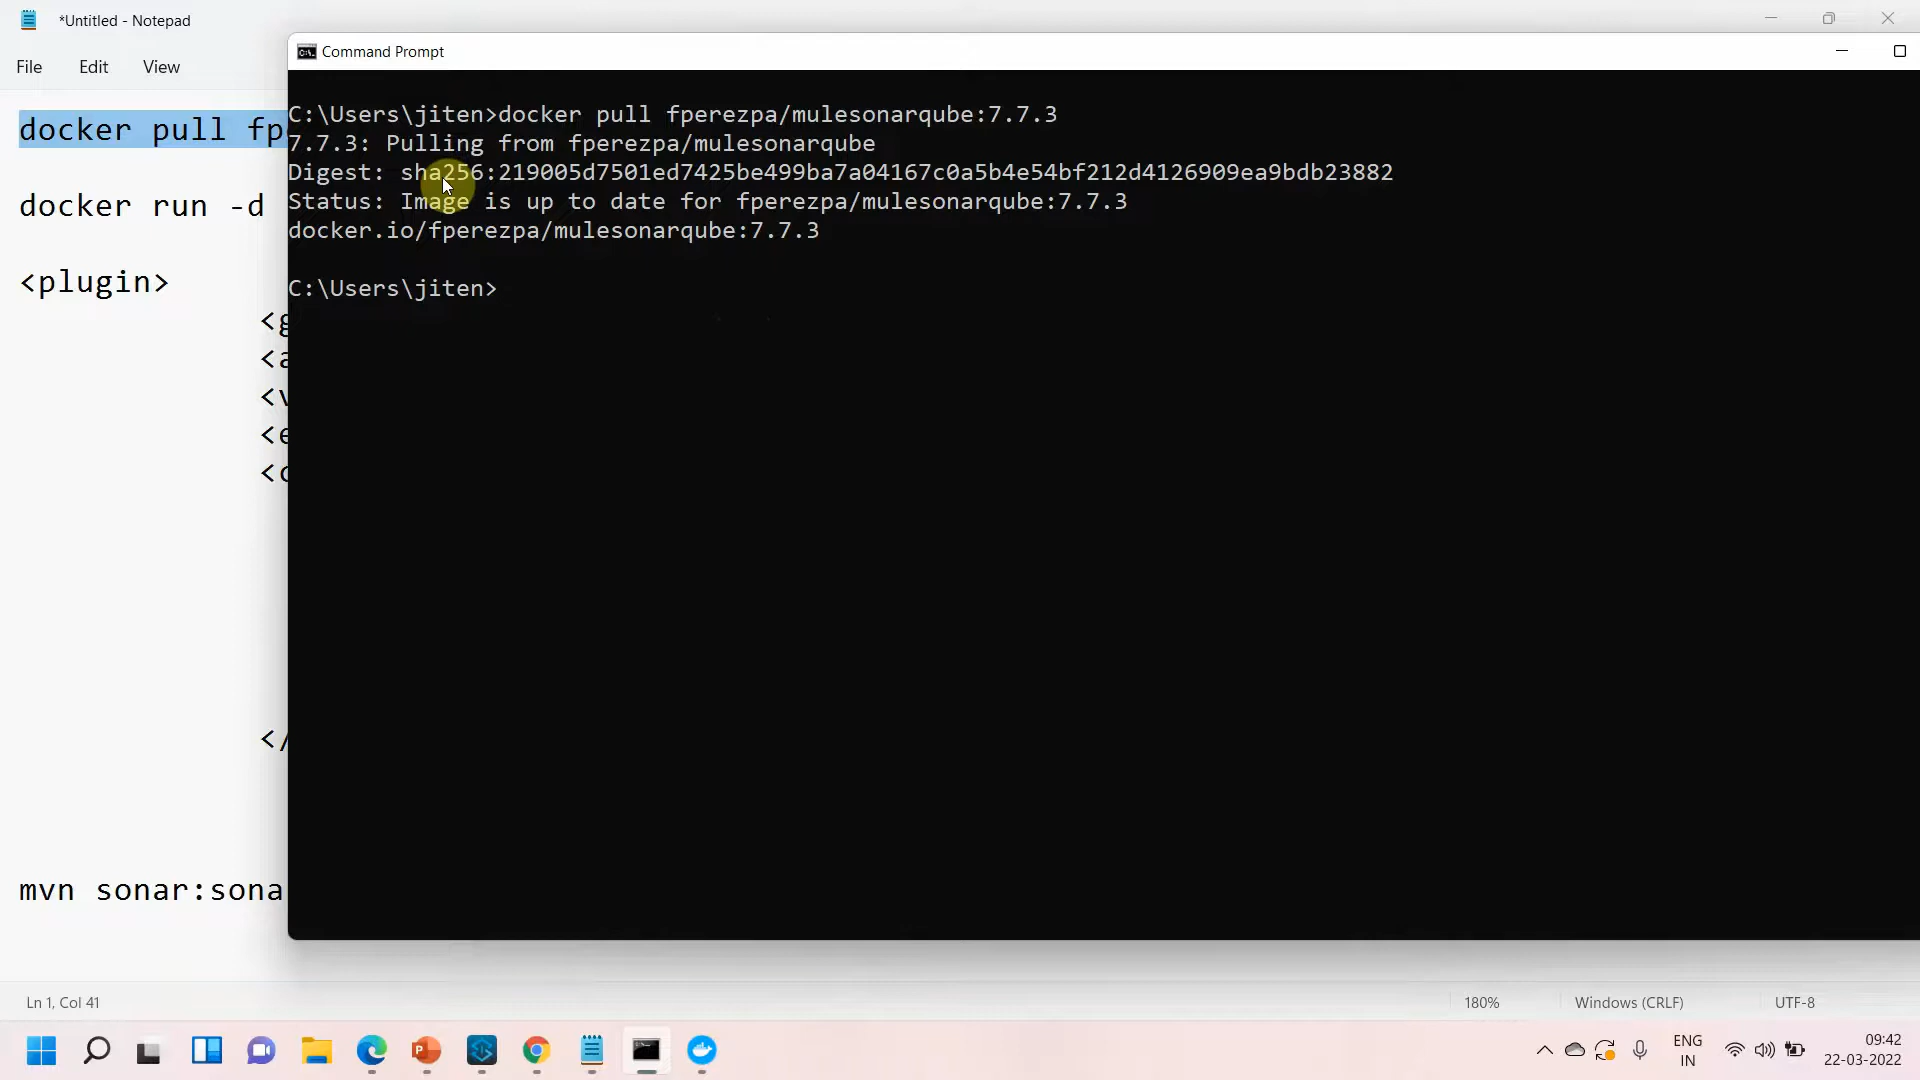 *Untitled - Notepad
File Edit View
Command Prompt
docker pull
docker run -d
<plugin>
mvn sonar:sona
C:\Users\jiten>docker pull fperezpa/mulesonarqube:7.7.3
7.7.3: Pulling from fperezpa/mulesonarqube
Digest: sha256:219005d7501ed7425be499ba7a04167c0a5b4e54bf212d4126909ea9bdb23882
Status: Image is up to date for fperezpa/mulesonarqube:7.7.3
docker.io/fperezpa/mulesonarqube:7.7.3
C:\Users\jiten>
Ln 1, Col 41
180%
Windows (CRLF)
UTF-8
ENG
IN
09:42
22-03-2022